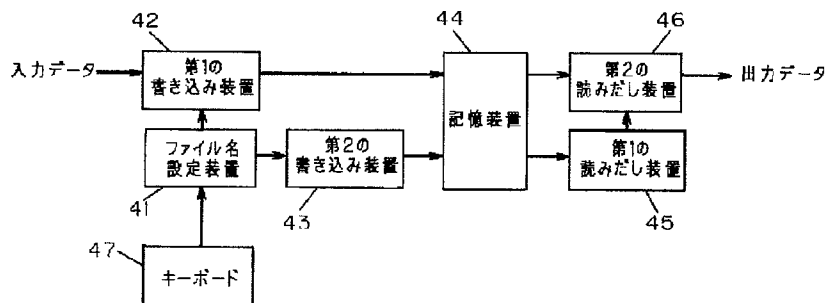 42
44
46
入力データ
第1の
書き込み装置
記憶装置
第2の
読みだし装置
出力データ
ファイル名
設定装置
第2の
書き込み装置
第1の
読みだし装置
41
43
45
47
キーボード